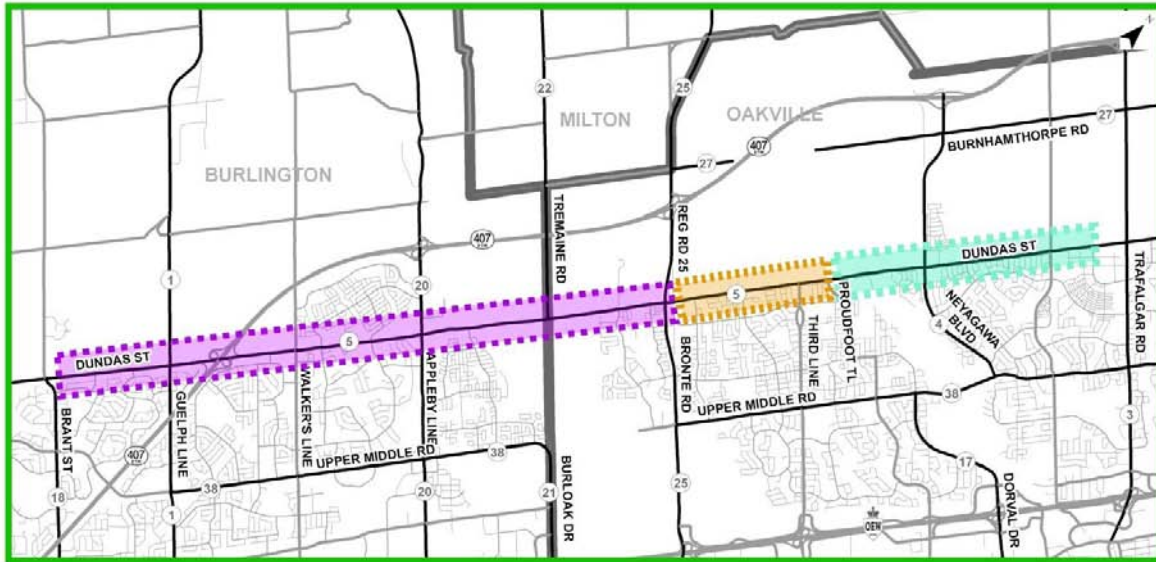 N
22
25
MILTON
OAKVILLE
27
BURNHAMTHORPE RD
407
ETR
27
BURLINGTON
TREMAINE RD
REG RD 25
407
ETR
1
20
DUNDAS ST
5
5
DUNDAS ST
PROUDFOOT TL
NEYAGAWA
BLVD
4
TRAFALGAR RD
BRANT ST
GUELPH LINE
WALKER'S LINE
APPLEBY LINE
BRONTE RD
THIRD LINE
UPPER MIDDLE RD
38
3
407
ETR
UPPER MIDDLE RD
38
38
17
18
1
20
21
BURLOAK DR
25
QEW
DORVAL DR